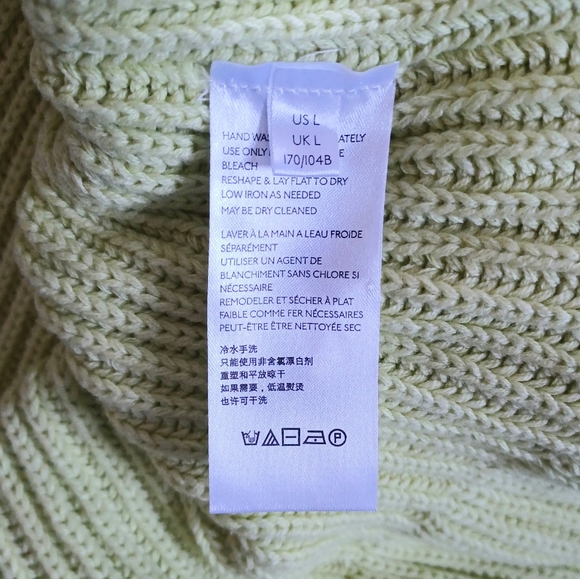 US L
UK L
170/104B
HAND WAS ATELY
USE ONLY E
BLEACH
RESHAPE & LAY FLAT TO DRY
LOW IRON AS NEEDED
MAY BE DRY CLEANED
LAVER À LA MAIN A LEAU FROIDE
SÉPARÉMENT
UTILISER UN AGENT DE
BLANCHIMENT SANS CHLORE SI
NÉCESSAIRE
REMODELER ET SÉCHER À PLAT
FAIBLE COMME FER NÉCESSAIRES
PEUT-ÊTRE ÊTRE NETTOYÉE SEC
冷水手洗
只能使用非含氯漂白剂
重塑和平放晾干
如果需要，低温熨烫
也许可干洗
P